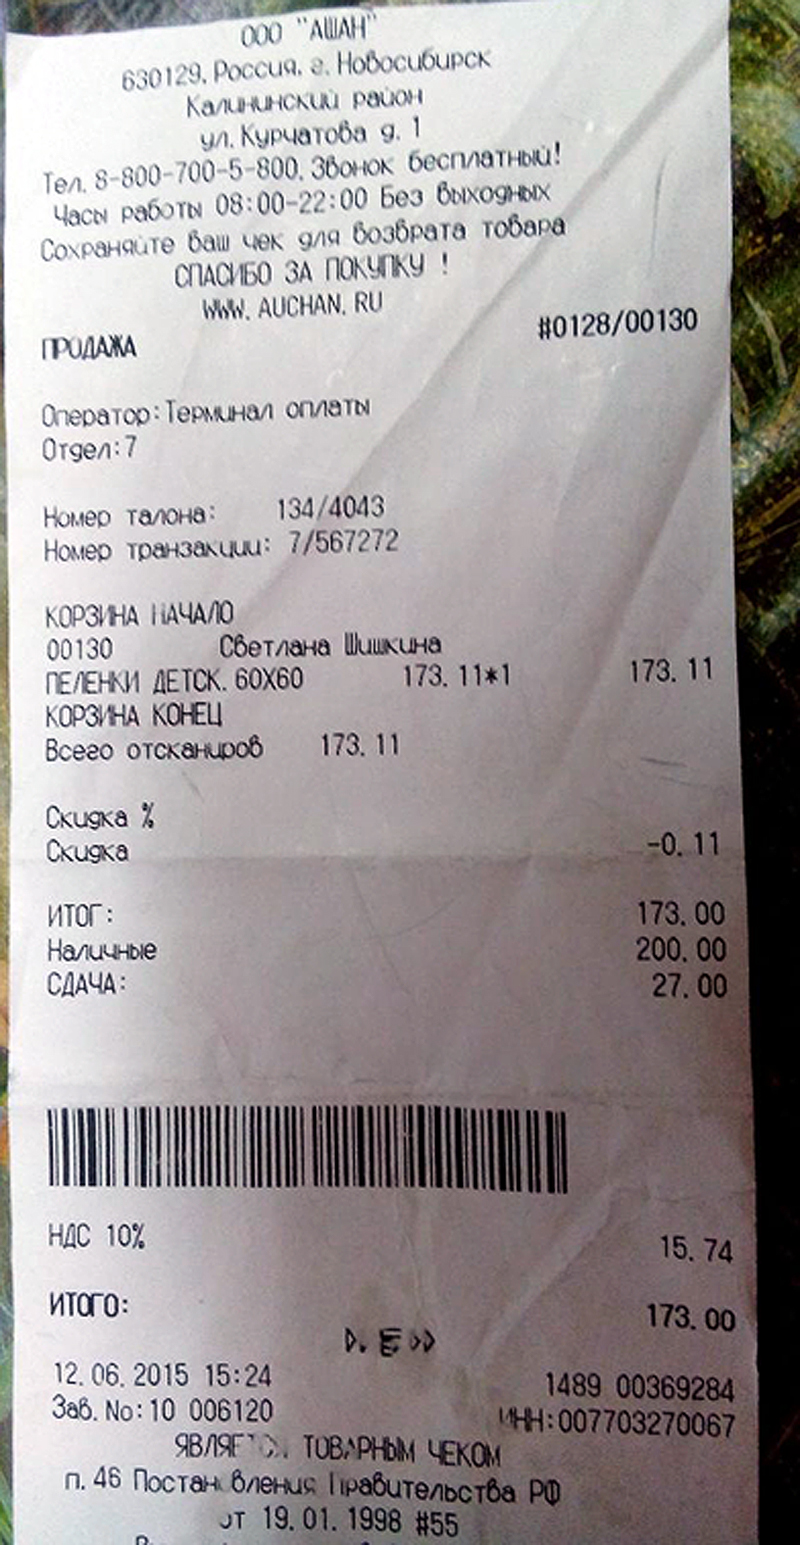 ООО "АШАН"
630129, Россия, г. Новосибирск
Калининский район
ул. Курчатова д. 1
Тел. 8-800-700-5-800. Звонок бесплатный!
Часы работы 08:00-22:00 Без выходных
Сохраняйте ваш чек для возврата товара
СПАСИБО ЗА ПОКУПКУ !
WWW. AUCHAN. RU
#0128/00130
ПРОДАЖА
Оператор:Терминал оплаты
Отдел:7
Номер талона: 134/4043
Номер транзакции: 7/567272
КОРЗИНА НАЧАЛО
00130 Светлана Шишкина
ПЕЛЕНКИ ДЕТСК. 60X60 173. 11*1 173. 11
КОРЗИНА КОНЕЦ
Всего отсканиров 173. 11
Скидка %
Скидка -0. 11
ИТОГ: 173. 00
Наличные 200. 00
СДАЧА: 27. 00
НДС 10% 15. 74
ИТОГО: 173. 00
12. 06. 2015 15:24 1489 00369284
Зав. No:10 006120 ИНН:007703270067
ЯВЛЯЕТСЯ ТОВАРНЫМ ЧЕКОМ
п. 46 Постановления Правительства РФ
от 19. 01. 1998 #55